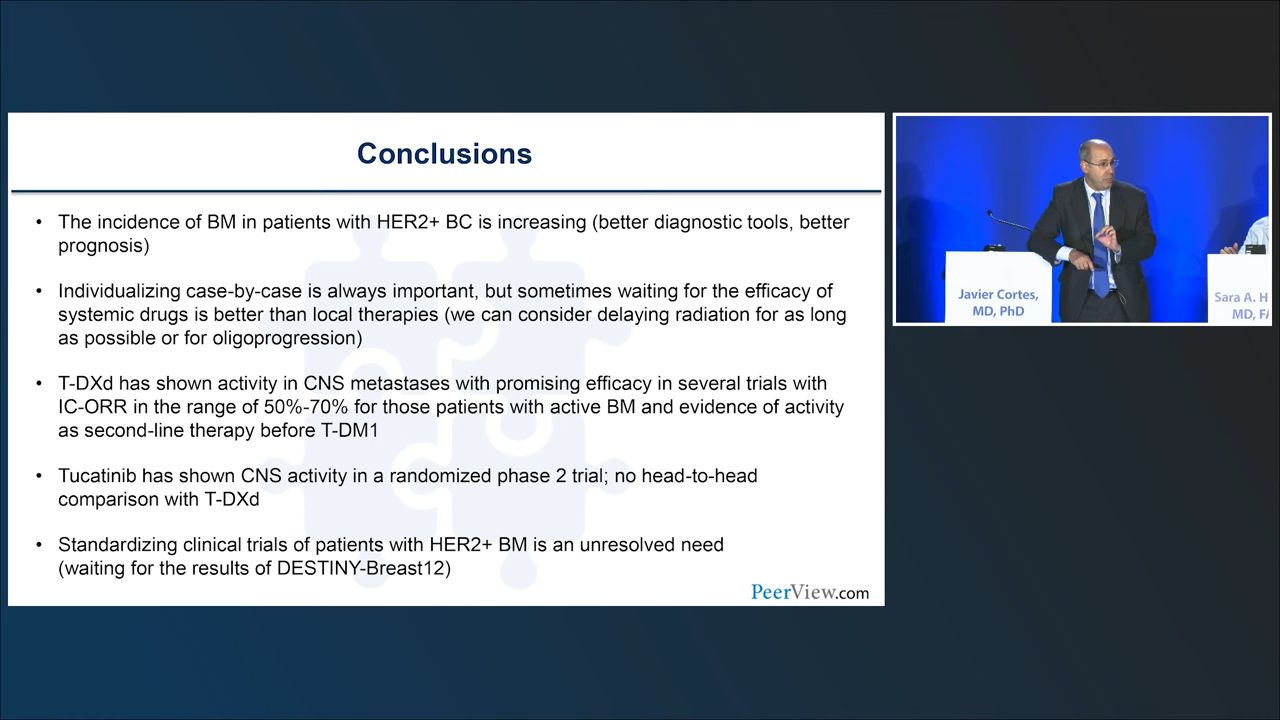 Conclusions
• The incidence of BM in patients with HER2+ BC is increasing (better diagnostic tools, better
prognosis)
• Individualizing case-by-case is always important, but sometimes waiting for the efficacy of
systemic drugs is better than local therapies (we can consider delaying radiation for as long
as possible or for oligoprogression)
• T-DXd has shown activity in CNS metastases with promising efficacy in several trials with
IC-ORR in the range of 50%-70% for those patients with active BM and evidence of activity
as second-line therapy before T-DM1
• Tucatinib has shown CNS activity in a randomized phase 2 trial; no head-to-head
comparison with T-DXd
• Standardizing clinical trials of patients with HER2+ BM is an unresolved need
(waiting for the results of DESTINY-Breast12)
PeerView.com
Javier Cortes,
MD, PhD
Sara A. H
MD, FA